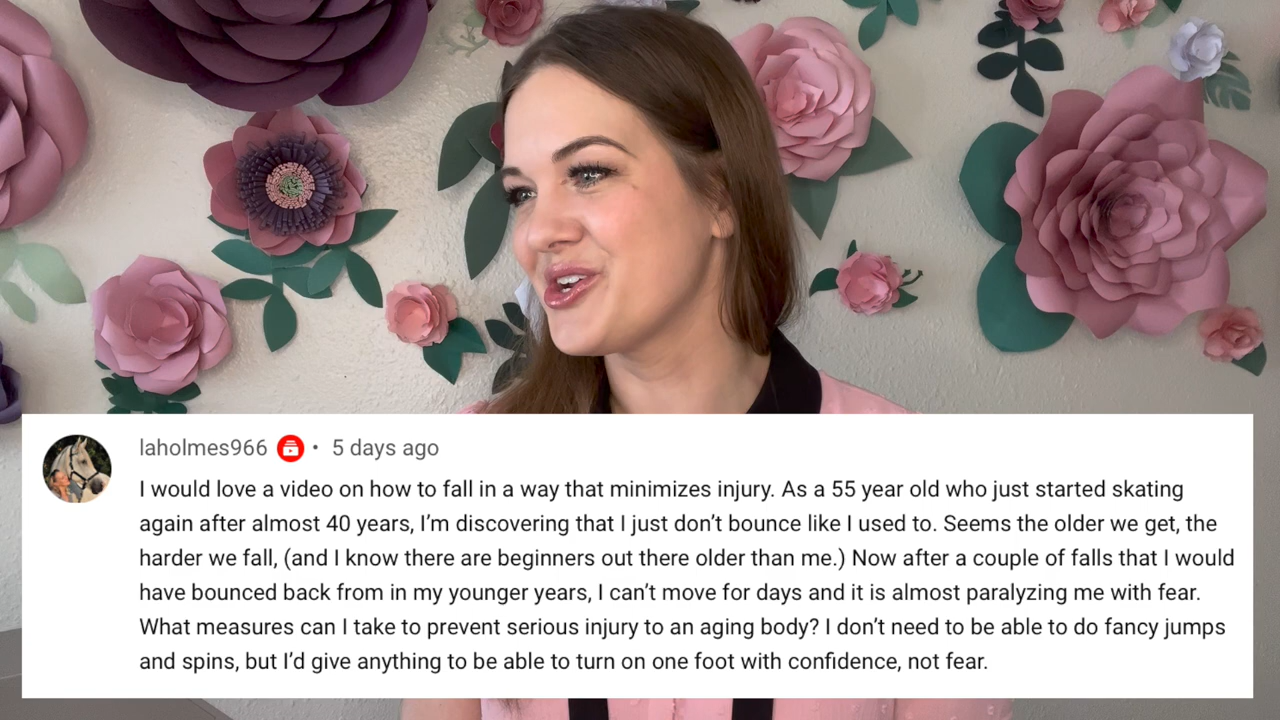 laholmes966 • 5 days ago
I would love a video on how to fall in a way that minimizes injury. As a 55 year old who just started skating
again after almost 40 years, I’m discovering that I just don’t bounce like I used to. Seems the older we get, the
harder we fall, (and I know there are beginners out there older than me.) Now after a couple of falls that I would
have bounced back from in my younger years, I can’t move for days and it is almost paralyzing me with fear.
What measures can I take to prevent serious injury to an aging body? I don’t need to be able to do fancy jumps
and spins, but I’d give anything to be able to turn on one foot with confidence, not fear.